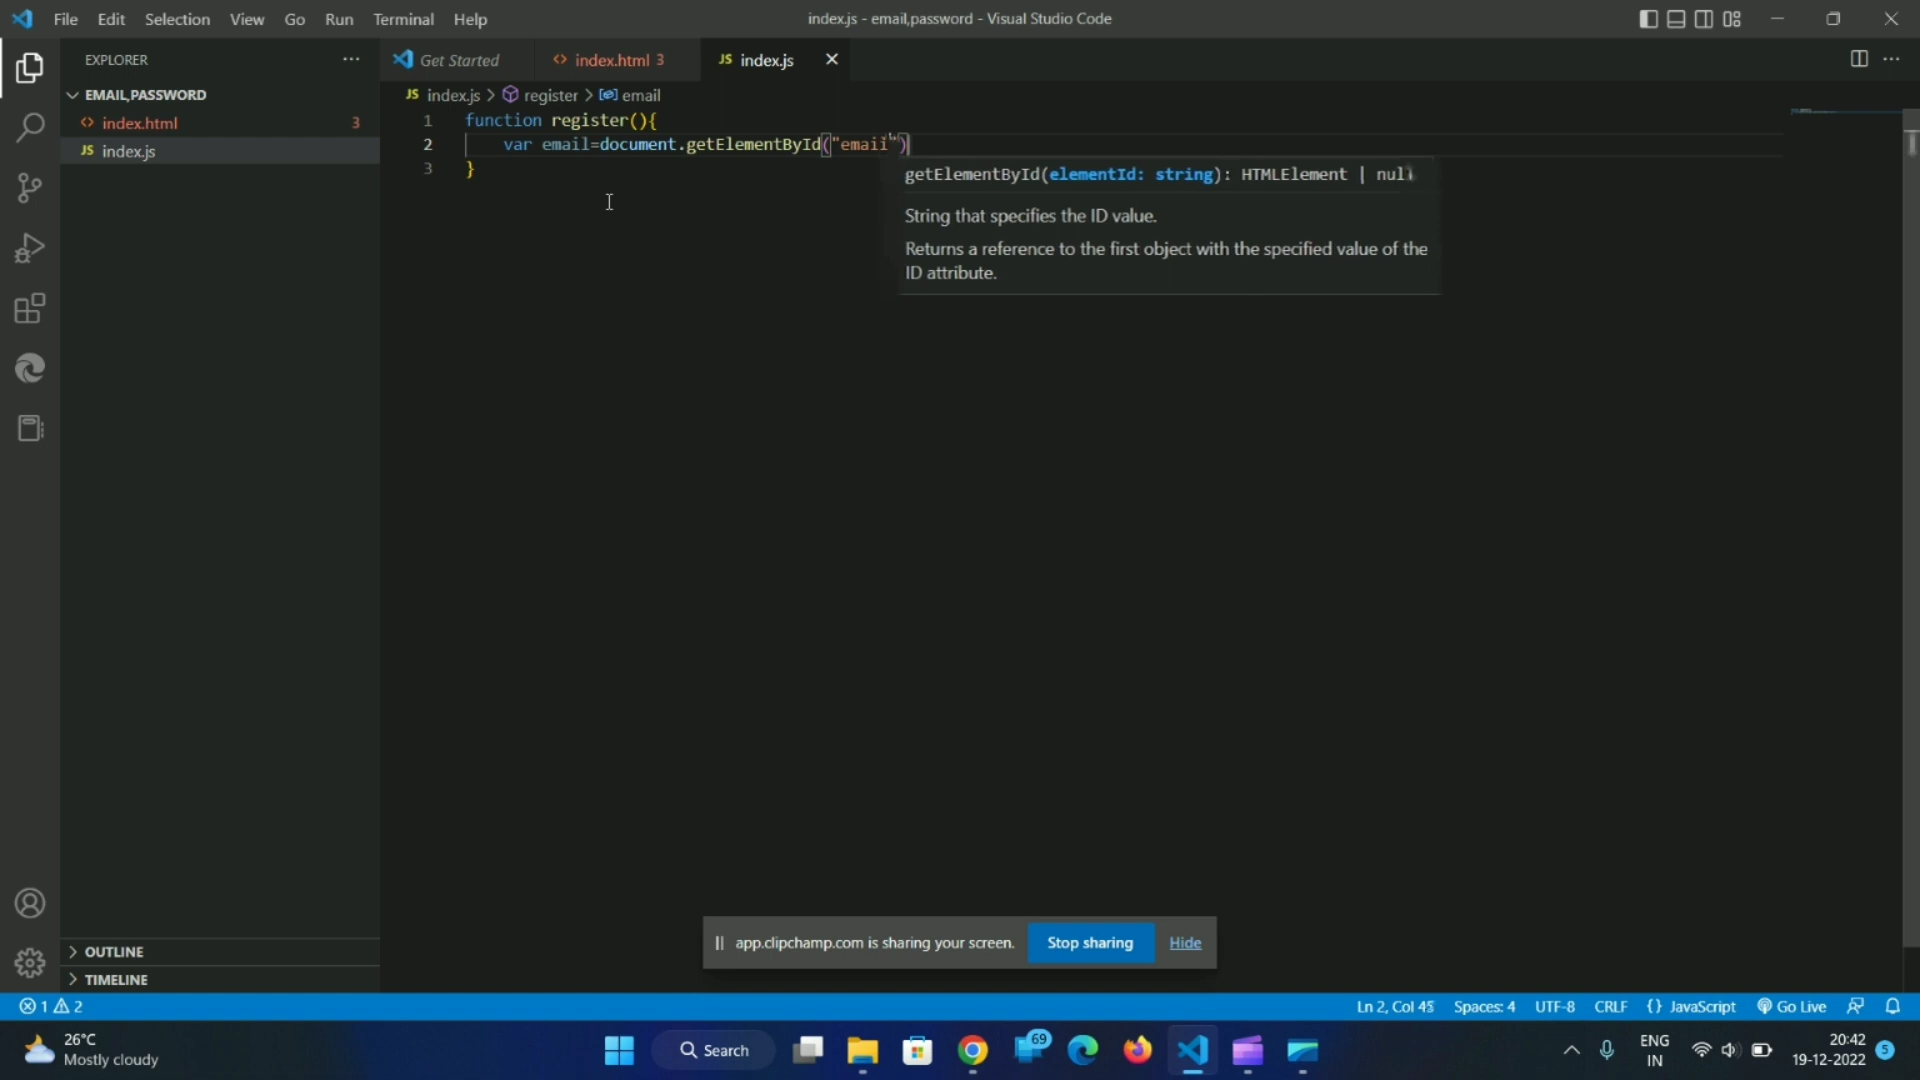 File Edit Selection View Go Run Terminal Help
index.js - email,password - Visual Studio Code
EXPLORER
Get Started
index.html 3
JS index.js
EMAIL,PASSWORD
JS index.js > register > email
index.html 3
JS index.js
1 function register(){
2 var email=document.getElementById("emaii")
3 }
getElementById(elementId: string): HTMLElement | null
String that specifies the ID value.
Returns a reference to the first object with the specified value of the
ID attribute.
app.clipchamp.com is sharing your screen.
Stop sharing
Hide
OUTLINE
TIMELINE
1 2
Ln 2, Col 45 Spaces: 4 UTF-8 CRLF {} JavaScript Go Live
26°C
Mostly cloudy
Search
69
ENG
IN
20:42
19-12-2022
5